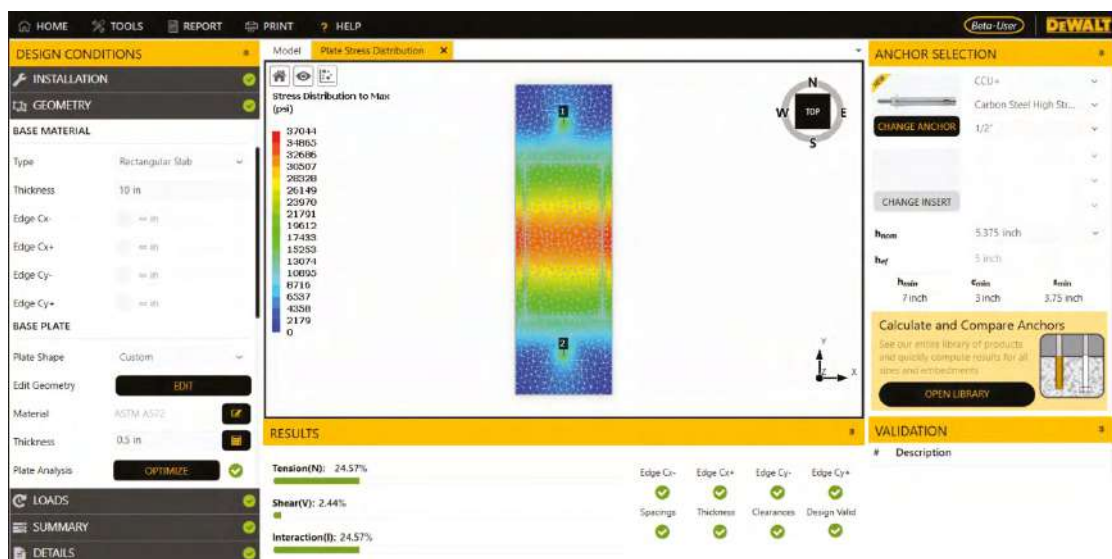 HOME TOOLS REPORT PRINT ? HELP Beta-User DEWALT
DESIGN CONDITIONS
INSTALLATION
GEOMETRY
BASE MATERIAL
Type Rectangular Slab
Thickness 10 in
Edge Cx- ∞ in
Edge Cx+ ∞ in
Edge Cy- ∞ in
Edge Cy+ ∞ in
BASE PLATE
Plate Shape Custom
Edit Geometry EDIT
Material ASTM A572
Thickness 0.5 in
Plate Analysis OPTIMIZE
LOADS
SUMMARY
DETAILS
Model Plate Stress Distribution X
Stress Distribution to Max
(psi)
37044
34865
32686
30507
28328
26149
23970
21791
19612
17433
15253
13074
10895
8716
6537
4358
2179
0
1
2
N
W TOP E
S
Y
Z X
RESULTS
Tension(N): 24.57%
Shear(V): 2.44%
Interaction(I): 24.57%
Edge Cx- Edge Cx+ Edge Cy- Edge Cy+
Spacings Thickness Clearances Design Valid
ANCHOR SELECTION
NEW
CCU+
Carbon Steel High Str...
CHANGE ANCHOR 1/2"
CHANGE INSERT
hnom 5.375 inch
hef 5 inch
hmin cmin smin
7 inch 3 inch 3.75 inch
Calculate and Compare Anchors
See our entire library of products
and quickly compute results for all
sizes and embedments
OPEN LIBRARY
VALIDATION
# Description